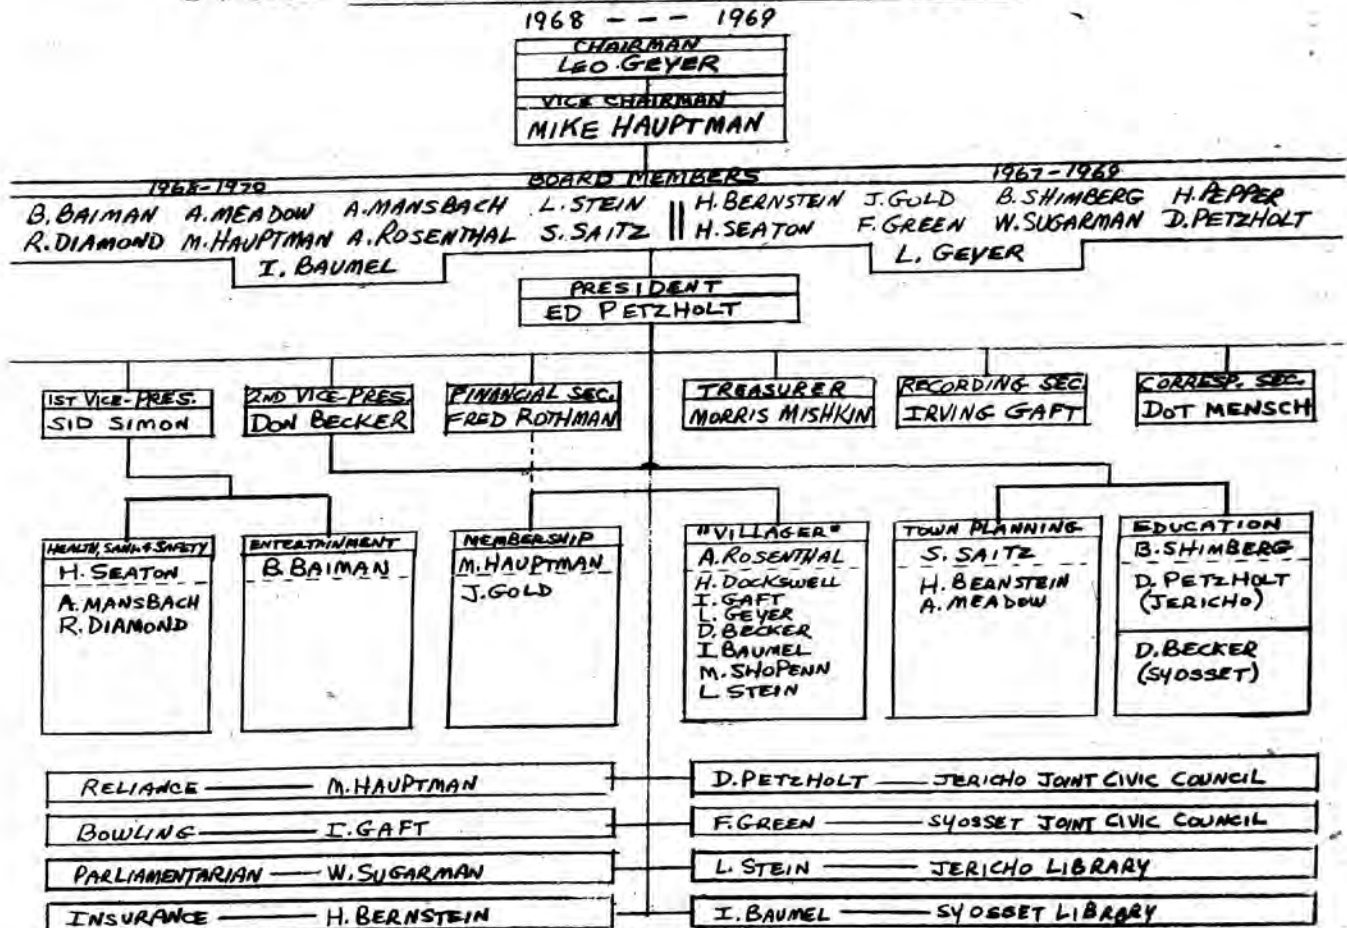 1968 - - - 1969
CHAIRMAN
LEO GEYER
VICE CHAIRMAN
MIKE HAUPTMAN
BOARD MEMBERS
1968-1970
B. BAIMAN A. MEADOW A. MANSBACH L. STEIN
R. DIAMOND M. HAUPTMAN A. ROSENTHAL S. SAITZ
I. BAUMEL
1967-1969
H. BERNSTEIN J. GOLD B. SHIMBERG H. PEPPER
H. SEATON F. GREEN W. SUGARMAN D. PETZHOLT
L. GEYER
PRESIDENT
ED PETZHOLT
1ST VICE-PRES.
SID SIMON
2ND VICE-PRES.
DON BECKER
FINANCIAL SEC.
FRED ROTHMAN
TREASURER
MORRIS MISHKIN
RECORDING SEC.
IRVING GAFT
CORRESP. SEC.
DOT MENSCH
HEALTH, SANI. & SAFETY
H. SEATON
A. MANSBACH
R. DIAMOND
ENTERTAINMENT
B. BAIMAN
MEMBERSHIP
M. HAUPTMAN
J. GOLD
"VILLAGER"
A. ROSENTHAL
H. DOCKSWELL
I. GAFT
L. GEYER
D. BECKER
I. BAUMEL
M. SHOPENN
L. STEIN
TOWN PLANNING
S. SAITZ
H. BERNSTEIN
A. MEADOW
EDUCATION
B. SHIMBERG
D. PETZHOLT
(JERICHO)
D. BECKER
(SYOSSET)
RELIANCE M. HAUPTMAN
D. PETZHOLT JERICHO JOINT CIVIC COUNCIL
BOWLING I. GAFT
F. GREEN SYOSSET JOINT CIVIC COUNCIL
PARLIAMENTARIAN W. SUGARMAN
L. STEIN JERICHO LIBRARY
INSURANCE H. BERNSTEIN
I. BAUMEL SYOSSET LIBRARY